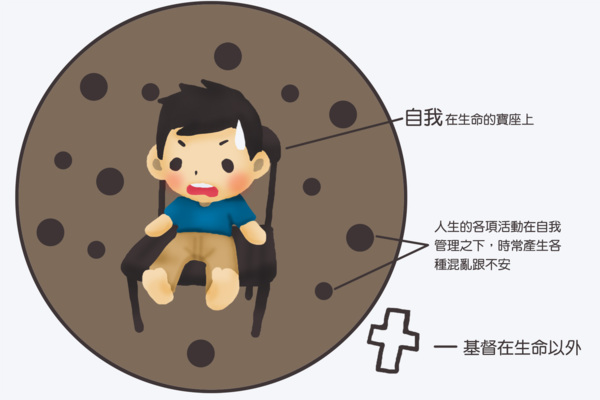 自我在生命的寶座上
人生的各項活動在自我
管理之下，時常產生各
種混亂跟不安
基督在生命以外